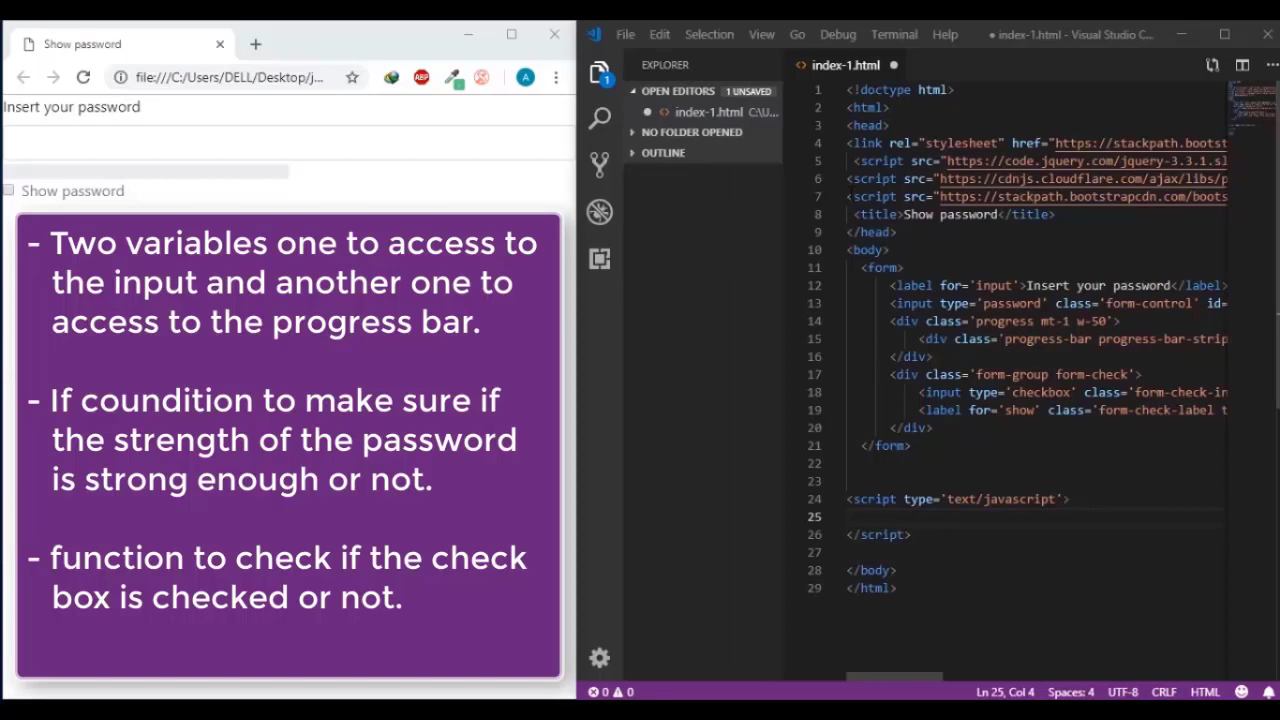 Show password
file:///C:/Users/DELL/Desktop/j...
ABP
1
A
Insert your password
Show password
- Two variables one to access to
the input and another one to
access to the progress bar.
- If coundition to make sure if
the strength of the password
is strong enough or not.
- function to check if the check
box is checked or not.
File Edit Selection View Go Debug Terminal Help ● index-1.html - Visual Studio C...
1
EXPLORER
OPEN EDITORS 1 UNSAVED
● <> index-1.html C:\U...
NO FOLDER OPENED
OUTLINE
<> index-1.html ●
1 <!doctype html>
2 <html>
3 <head>
4 <link rel="stylesheet" href="https://stackpath.bootst
5 <script src="https://code.jquery.com/jquery-3.3.1.sl
6 <script src="https://cdnjs.cloudflare.com/ajax/libs/p
7 <script src="https://stackpath.bootstrapcdn.com/boots
8 <title>Show password</title>
9 </head>
10 <body>
11 <form>
12 <label for='input'>Insert your password</label>
13 <input type='password' class='form-control' id=
14 <div class='progress mt-1 w-50'>
15 <div class='progress-bar progress-bar-strip
16 </div>
17 <div class='form-group form-check'>
18 <input type='checkbox' class='form-check-in
19 <label for='show' class='form-check-label t
20 </div>
21 </form>
22
23
24 <script type='text/javascript'>
25
26 </script>
27
28 </body>
29 </html>
0 0 Ln 25, Col 4 Spaces: 4 UTF-8 CRLF HTML